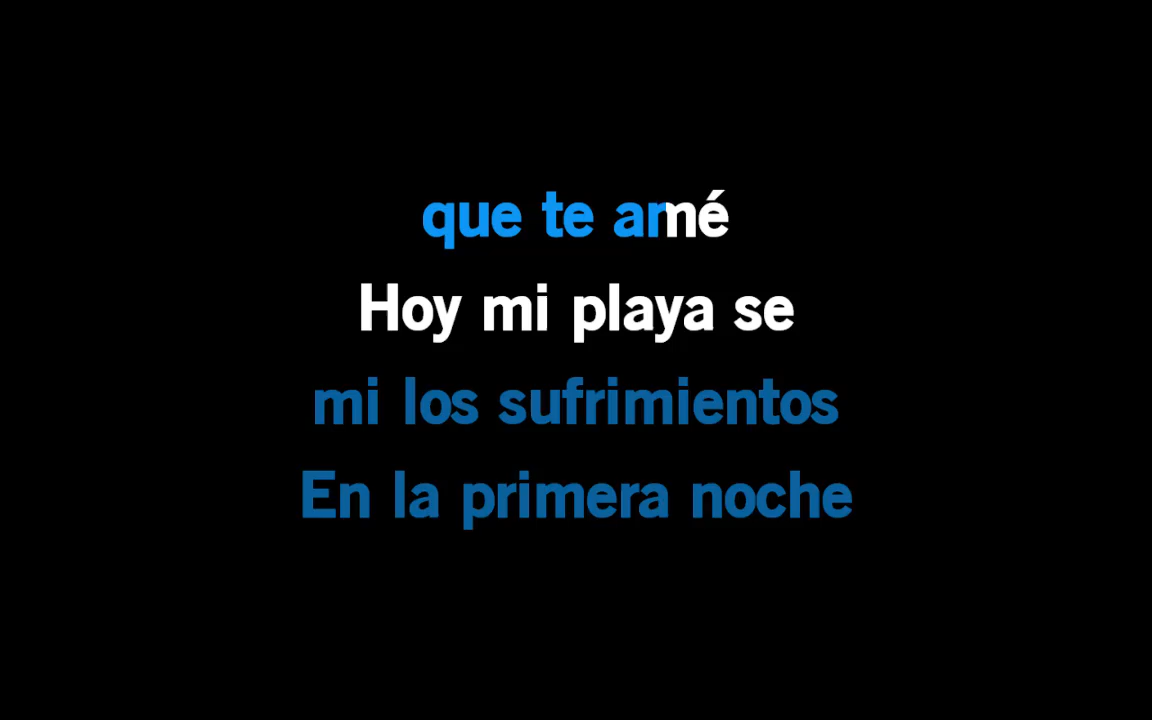 que te amé
Hoy mi playa se
mi los sufrimientos
En la primera noche